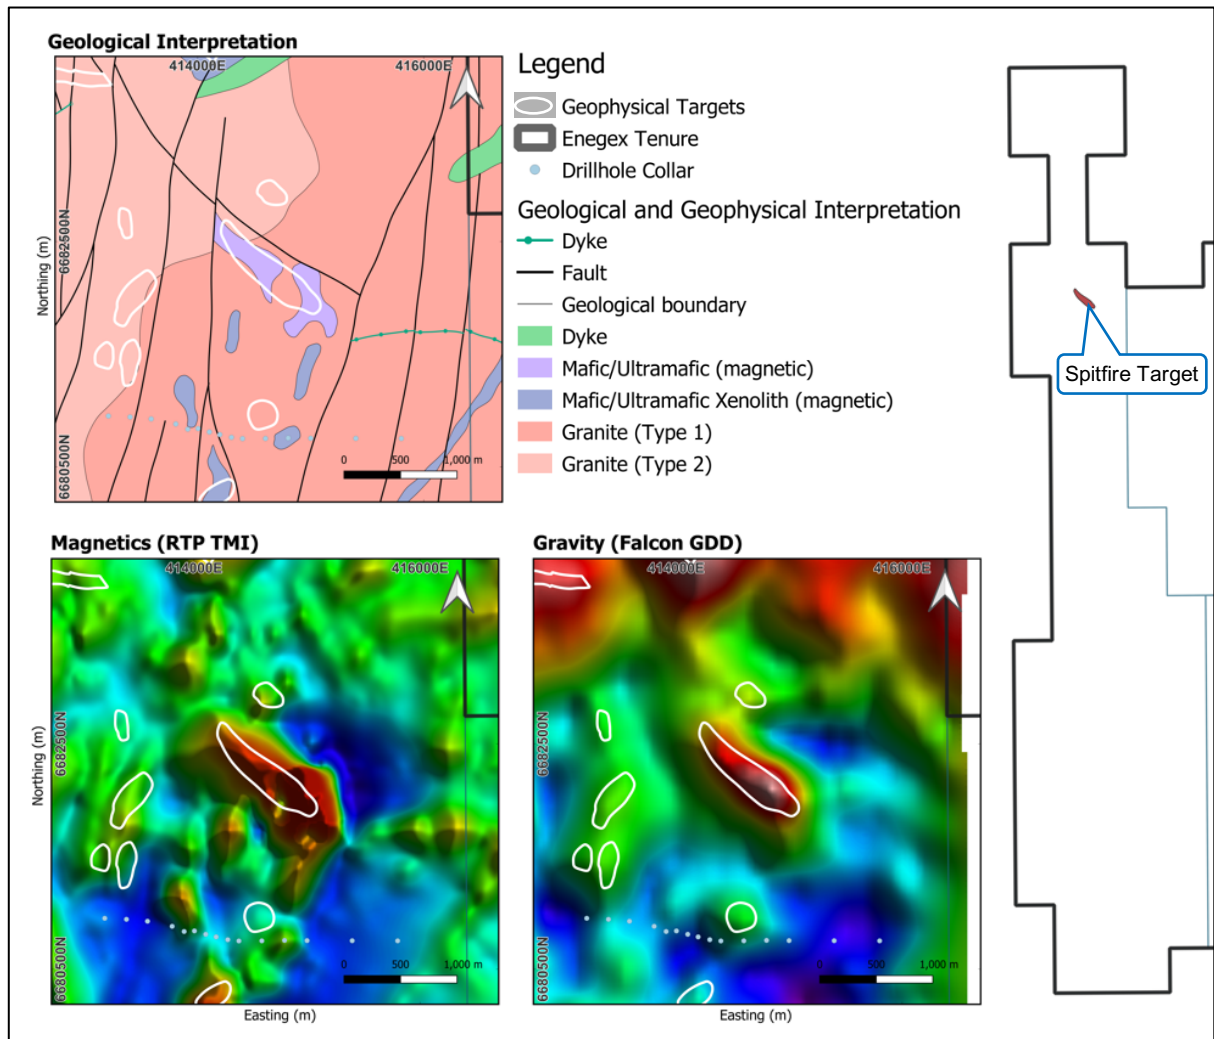 Geological Interpretation
414000E
416000E
Northing (m)
6682500N
6680500N
0 500 1,000 m
Legend
Geophysical Targets
Enegex Tenure
Drillhole Collar
Geological and Geophysical Interpretation
Dyke
Fault
Geological boundary
Dyke
Mafic/Ultramafic (magnetic)
Mafic/Ultramafic Xenolith (magnetic)
Granite (Type 1)
Granite (Type 2)
Spitfire Target
Magnetics (RTP TMI)
414000E
416000E
Northing (m)
6682500N
6680500N
0 500 1,000 m
Easting (m)
Gravity (Falcon GDD)
414000E
416000E
6682500N
6680500N
0 500 1,000 m
Easting (m)